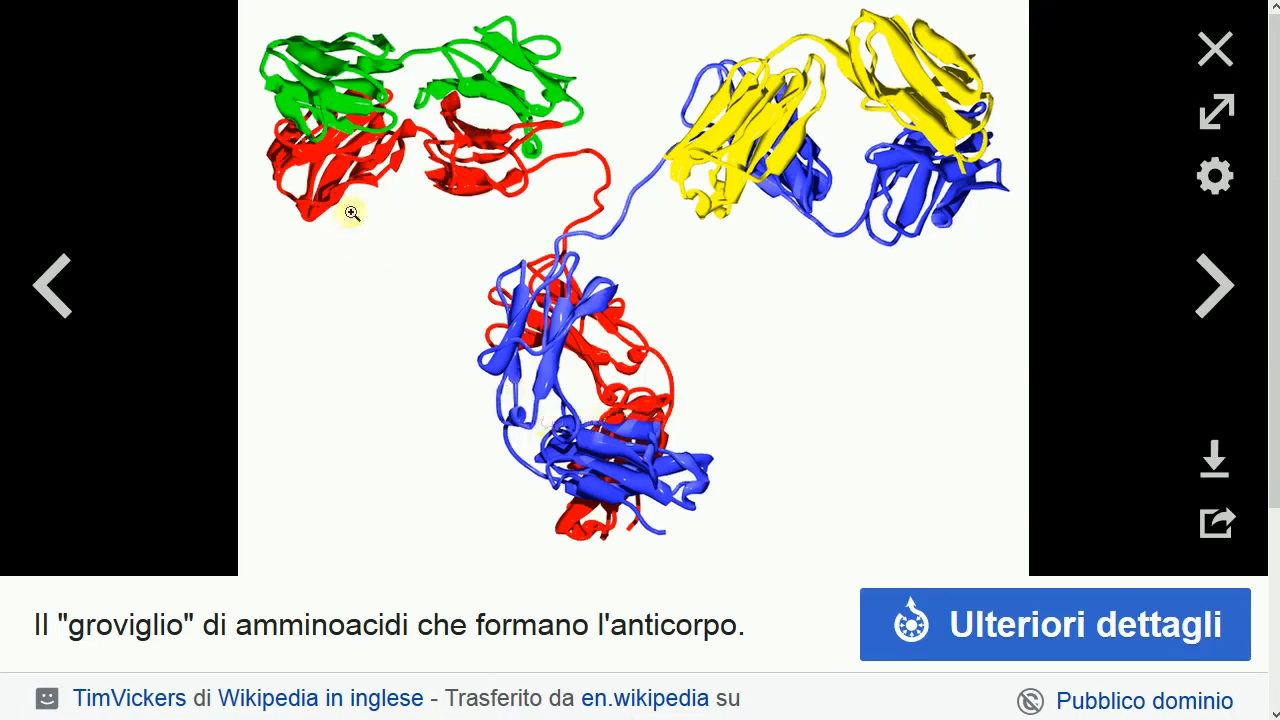 Il "groviglio" di amminoacidi che formano l'anticorpo.
Ulteriori dettagli
TimVickers di Wikipedia in inglese - Trasferito da en.wikipedia su
Pubblico dominio